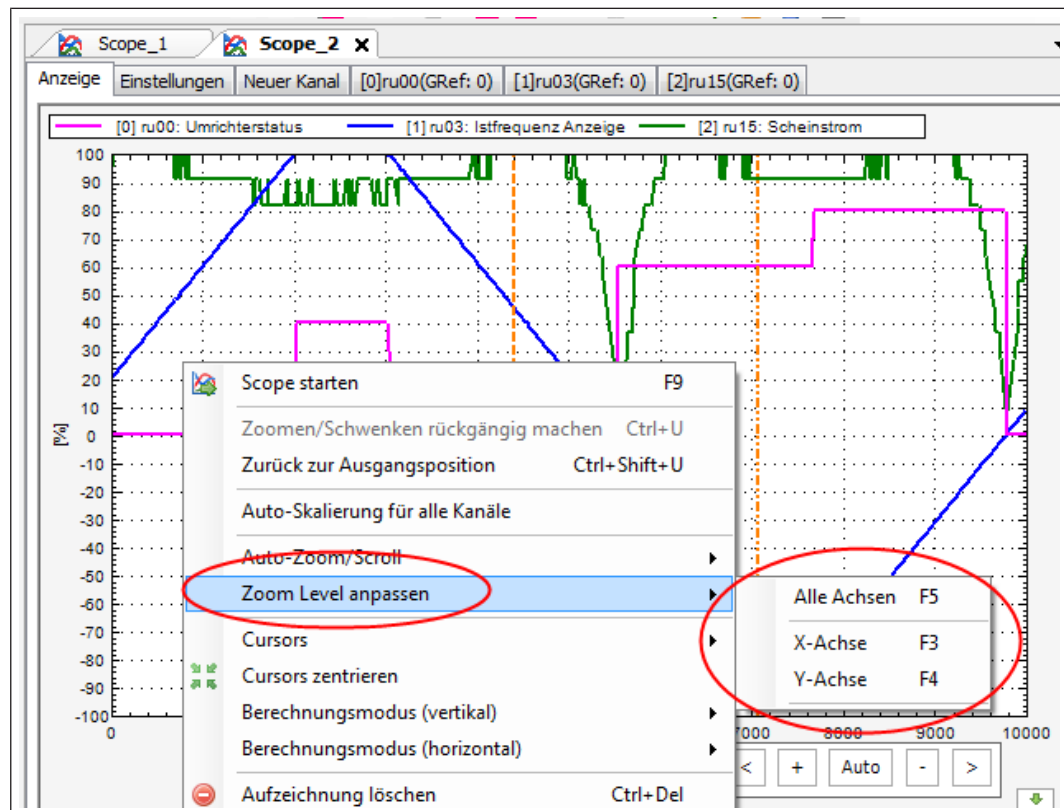 Scope_1 Scope_2 x
Anzeige Einstellungen Neuer Kanal [0]ru00(GRef: 0) [1]ru03(GRef: 0) [2]ru15(GRef: 0)
[0] ru00: Umrichterstatus [1] ru03: Istfrequenz Anzeige [2] ru15: Scheinstrom
100
90
80
70
60
50
40
30
20
10
0
-10
-20
-30
-40
-50
-60
-70
-80
-90
-100
[%]
Scope starten F9
Zoomen/Schwenken rückgängig machen Ctrl+U
Zurück zur Ausgangsposition Ctrl+Shift+U
Auto-Skalierung für alle Kanäle
Auto-Zoom/Scroll
Zoom Level anpassen
Cursors
Cursors zentrieren
Berechnungsmodus (vertikal)
Berechnungsmodus (horizontal)
Aufzeichnung löschen Ctrl+Del
Alle Achsen F5
X-Achse F3
Y-Achse F4
0 7000 8000 9000 10000
< + Auto - >